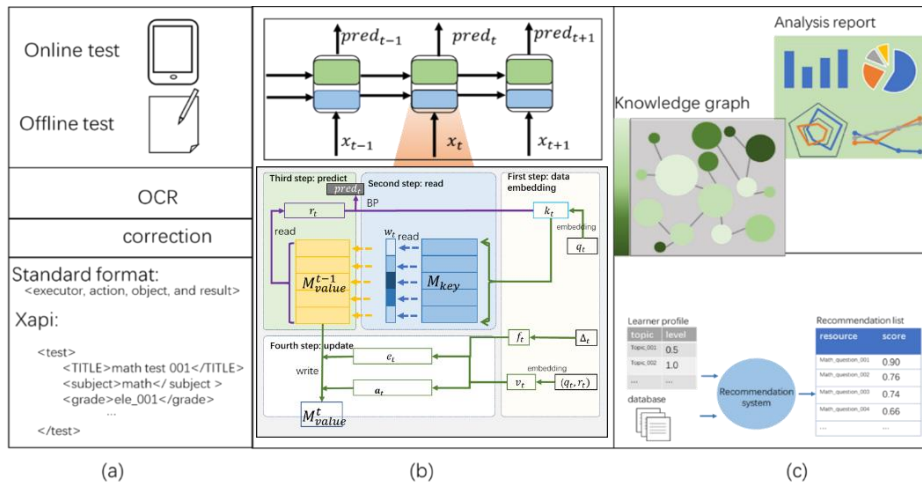 Online test
Offline test
OCR
correction
Standard format:
<executor, action, object, and result>
Xapi:
<test>
<TITLE>math test 001</TITLE>
<subject>math</ subject >
<grade>ele_001</grade>
...
</test>
(a)
pred_{t-1}
pred_t
pred_{t+1}
x_{t-1}
x_t
x_{t+1}
Third step: predict
pred_t
Second step: read
First step: data
embedding
BP
r_t
k_t
embedding
q_t
read
w_t
read
M_{value}^{t-1}
M_{key}
Fourth step: update
f_t
Δ_t
e_t
write
embedding
a_t
v_t
(q_t, r_t)
M_{value}^t
(b)
Analysis report
Knowledge graph
Learner profile
topic level
Topic_001 0.5
Topic_002 1.0
.... ...
database
Recommendation
system
Recommendation list
resource score
Math_question_001 0.90
Math_question_002 0.76
Math_question_003 0.74
Math_question_004 0.66
.... ....
(c)